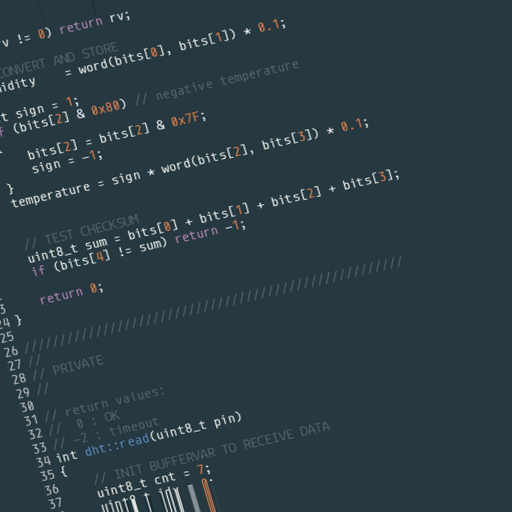 v != 0) return rv;
CONVERT AND STORE
= word(bits[0], bits[1]) * 0.1;
sign = 1;
(bits[2] & 0x80) // negative temperature
bits[2] = bits[2] & 0x7F;
sign = -1;
}
temperature = sign * word(bits[2], bits[3]) * 0.1;
// TEST CHECKSUM
uint8_t sum = bits[0] + bits[1] + bits[2] + bits[3];
if (bits[4] != sum) return -1;
return 0;
24 }
25
26 //////////////////////////////////////////////////
27 //
28 // PRIVATE
29 //
30
31 // return values:
32 //  0 : OK
33 // -2 : timeout
34 int dht::read(uint8_t pin)
35 {
36 // INIT BUFFERVAR TO RECEIVE DATA
37 uint8_t cnt = 7;